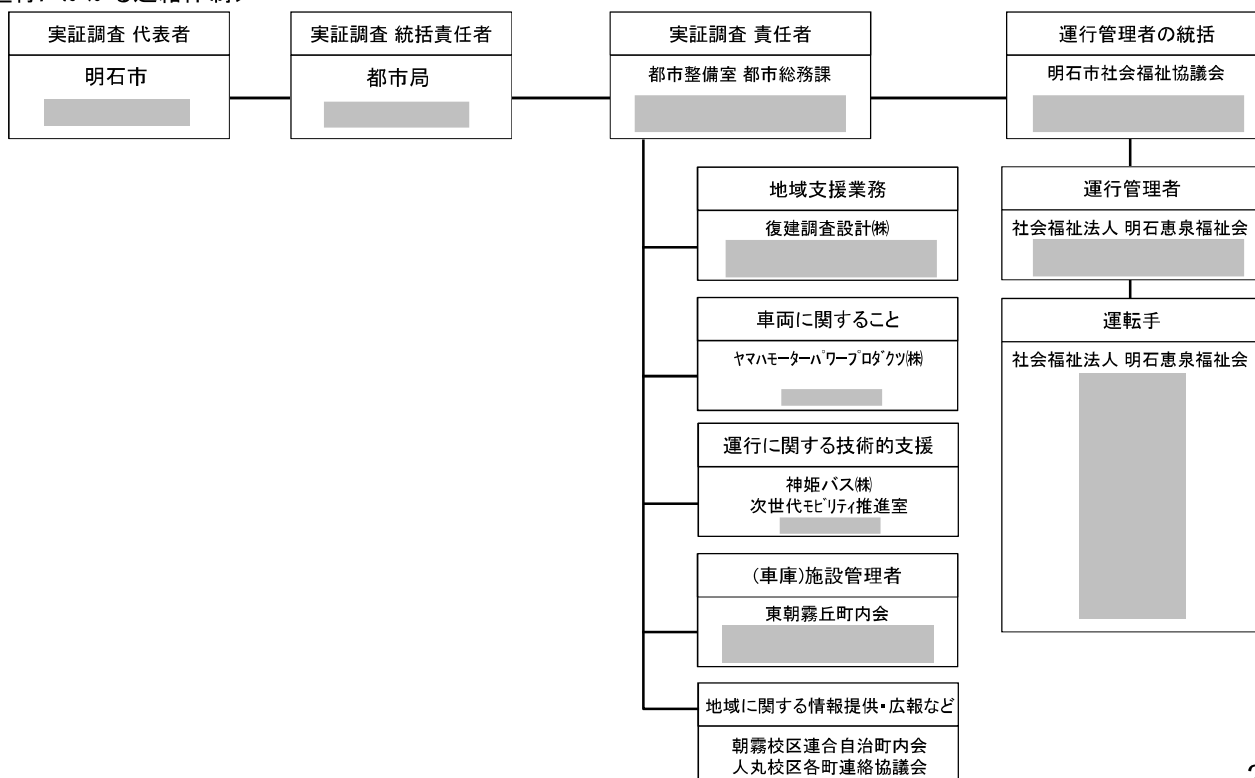 実証調査 代表者
明石市
実証調査 統括責任者
都市局
実証調査 責任者
都市整備室 都市総務課
運行管理者の統括
明石市社会福祉協議会
地域支援業務
復建調査設計㈱
車両に関すること
ヤマハモーターパワープロダクツ㈱
運行に関する技術的支援
神姫バス㈱
次世代モビリティ推進室
(車庫)施設管理者
東朝霧丘町内会
地域に関する情報提供・広報など
朝霧校区連合自治町内会
人丸校区各町連絡協議会
運行管理者
社会福祉法人 明石恵泉福祉会
運転手
社会福祉法人 明石恵泉福祉会